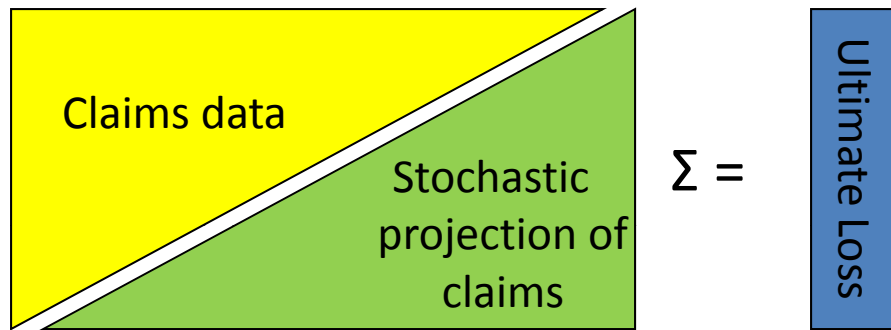 Claims data
Stochastic
projection of
claims
Σ =
Ultimate Loss